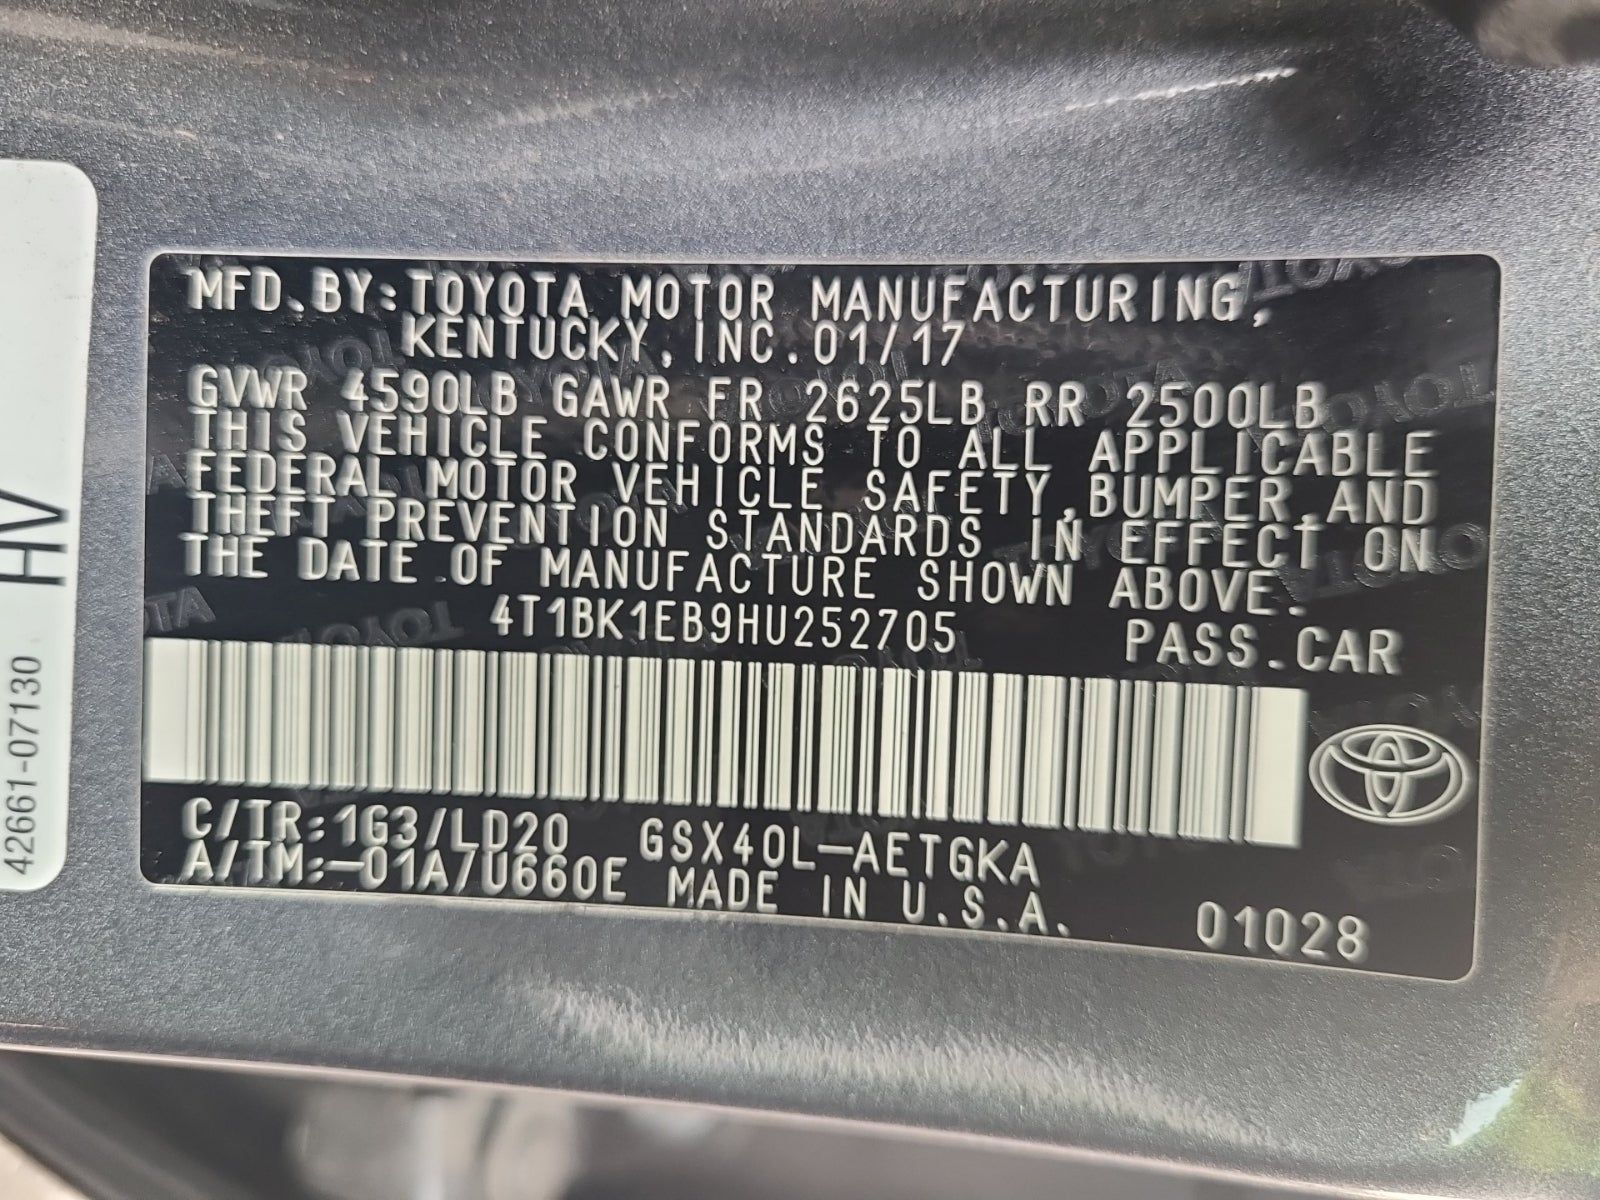 MFD. BY: TOYOTA MOTOR MANUFACTURING,
KENTUCKY, INC. 01/17
GVWR 4590LB GAWR FR 2625LB RR 2500LB
THIS VEHICLE CONFORMS TO ALL APPLICABLE
FEDERAL MOTOR VEHICLE SAFETY, BUMPER, AND
THEFT PREVENTION STANDARDS IN EFFECT ON
THE DATE OF MANUFACTURE SHOWN ABOVE.
4T1BK1EB9HU252705 PASS. CAR
C/TR: 1G3/LD20 GSX40L-AETGKA
A/TM: -01A/U660E MADE IN U.S.A. 01028
HV
42661-07130